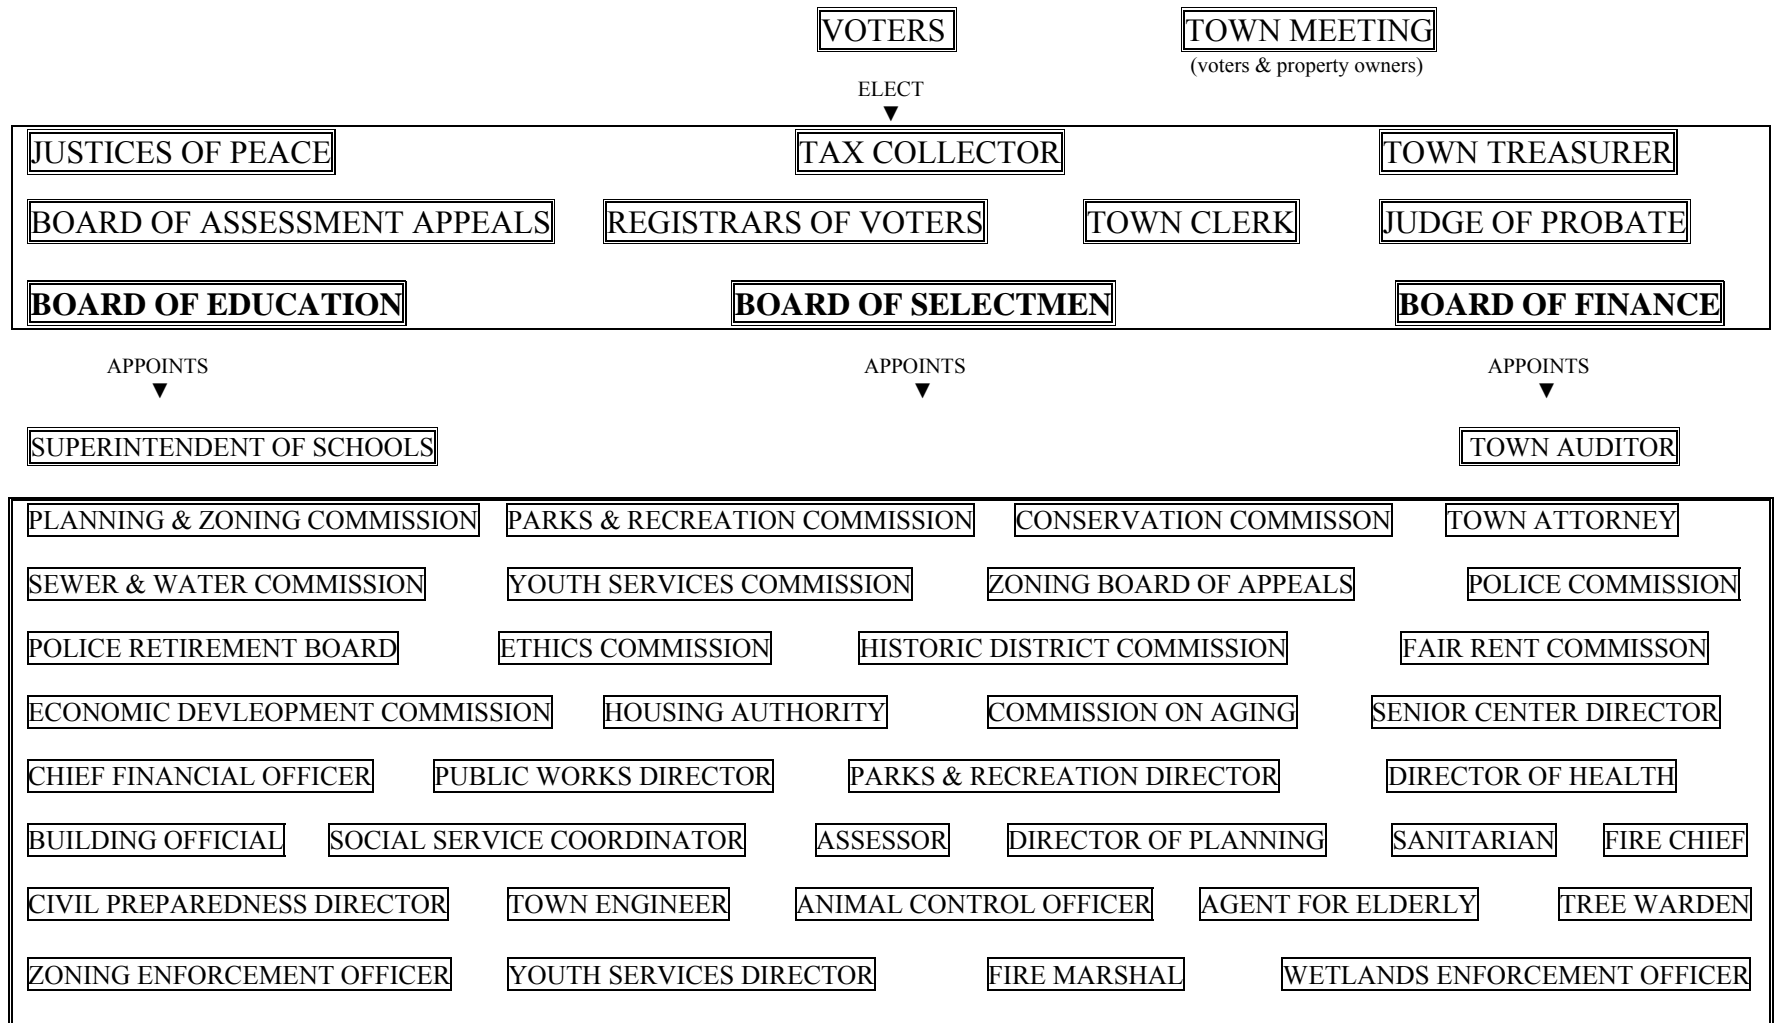 VOTERS TOWN MEETING
(voters & property owners)
ELECT
▼
JUSTICES OF PEACE TAX COLLECTOR TOWN TREASURER
BOARD OF ASSESSMENT APPEALS REGISTRARS OF VOTERS TOWN CLERK JUDGE OF PROBATE
BOARD OF EDUCATION BOARD OF SELECTMEN BOARD OF FINANCE
APPOINTS APPOINTS APPOINTS
▼ ▼ ▼
SUPERINTENDENT OF SCHOOLS TOWN AUDITOR
PLANNING & ZONING COMMISSION PARKS & RECREATION COMMISSION CONSERVATION COMMISSON TOWN ATTORNEY
SEWER & WATER COMMISSION YOUTH SERVICES COMMISSION ZONING BOARD OF APPEALS POLICE COMMISSION
POLICE RETIREMENT BOARD ETHICS COMMISSION HISTORIC DISTRICT COMMISSION FAIR RENT COMMISSON
ECONOMIC DEVLEOPMENT COMMISSION HOUSING AUTHORITY COMMISSION ON AGING SENIOR CENTER DIRECTOR
CHIEF FINANCIAL OFFICER PUBLIC WORKS DIRECTOR PARKS & RECREATION DIRECTOR DIRECTOR OF HEALTH
BUILDING OFFICIAL SOCIAL SERVICE COORDINATOR ASSESSOR DIRECTOR OF PLANNING SANITARIAN FIRE CHIEF
CIVIL PREPAREDNESS DIRECTOR TOWN ENGINEER ANIMAL CONTROL OFFICER AGENT FOR ELDERLY TREE WARDEN
ZONING ENFORCEMENT OFFICER YOUTH SERVICES DIRECTOR FIRE MARSHAL WETLANDS ENFORCEMENT OFFICER